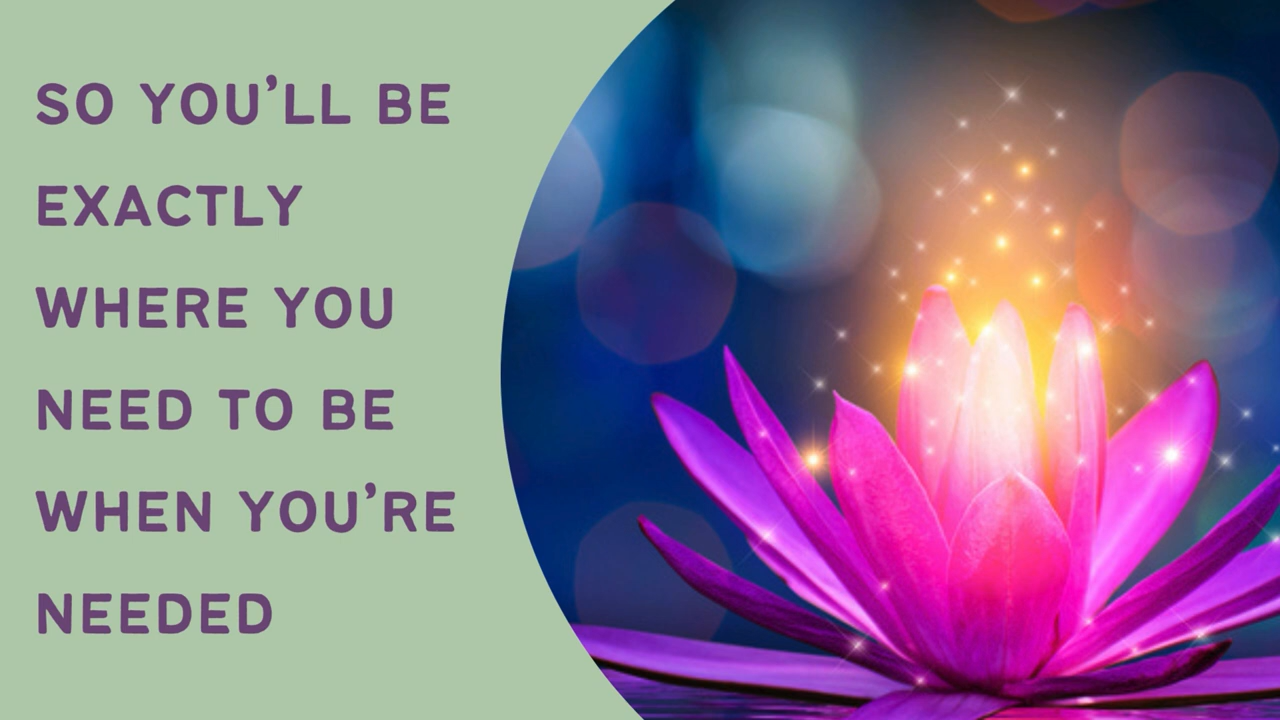 SO YOU'LL BE
EXACTLY
WHERE YOU
NEED TO BE
WHEN YOU'RE
NEEDED